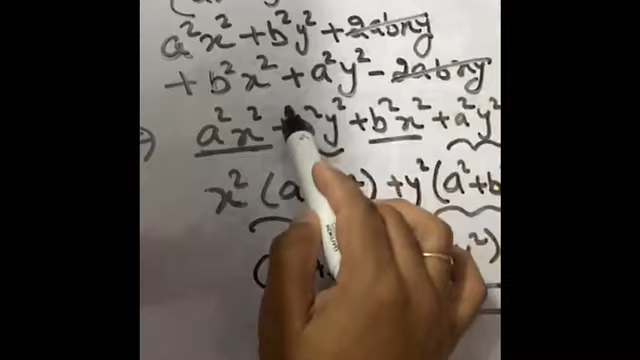 a²x² + b²y² + 2abxy
+ b²x² + a²y² - 2abxy
⇒ a²x² + b²y² + b²x² + a²y²
x² (a ) + y² (a² + b